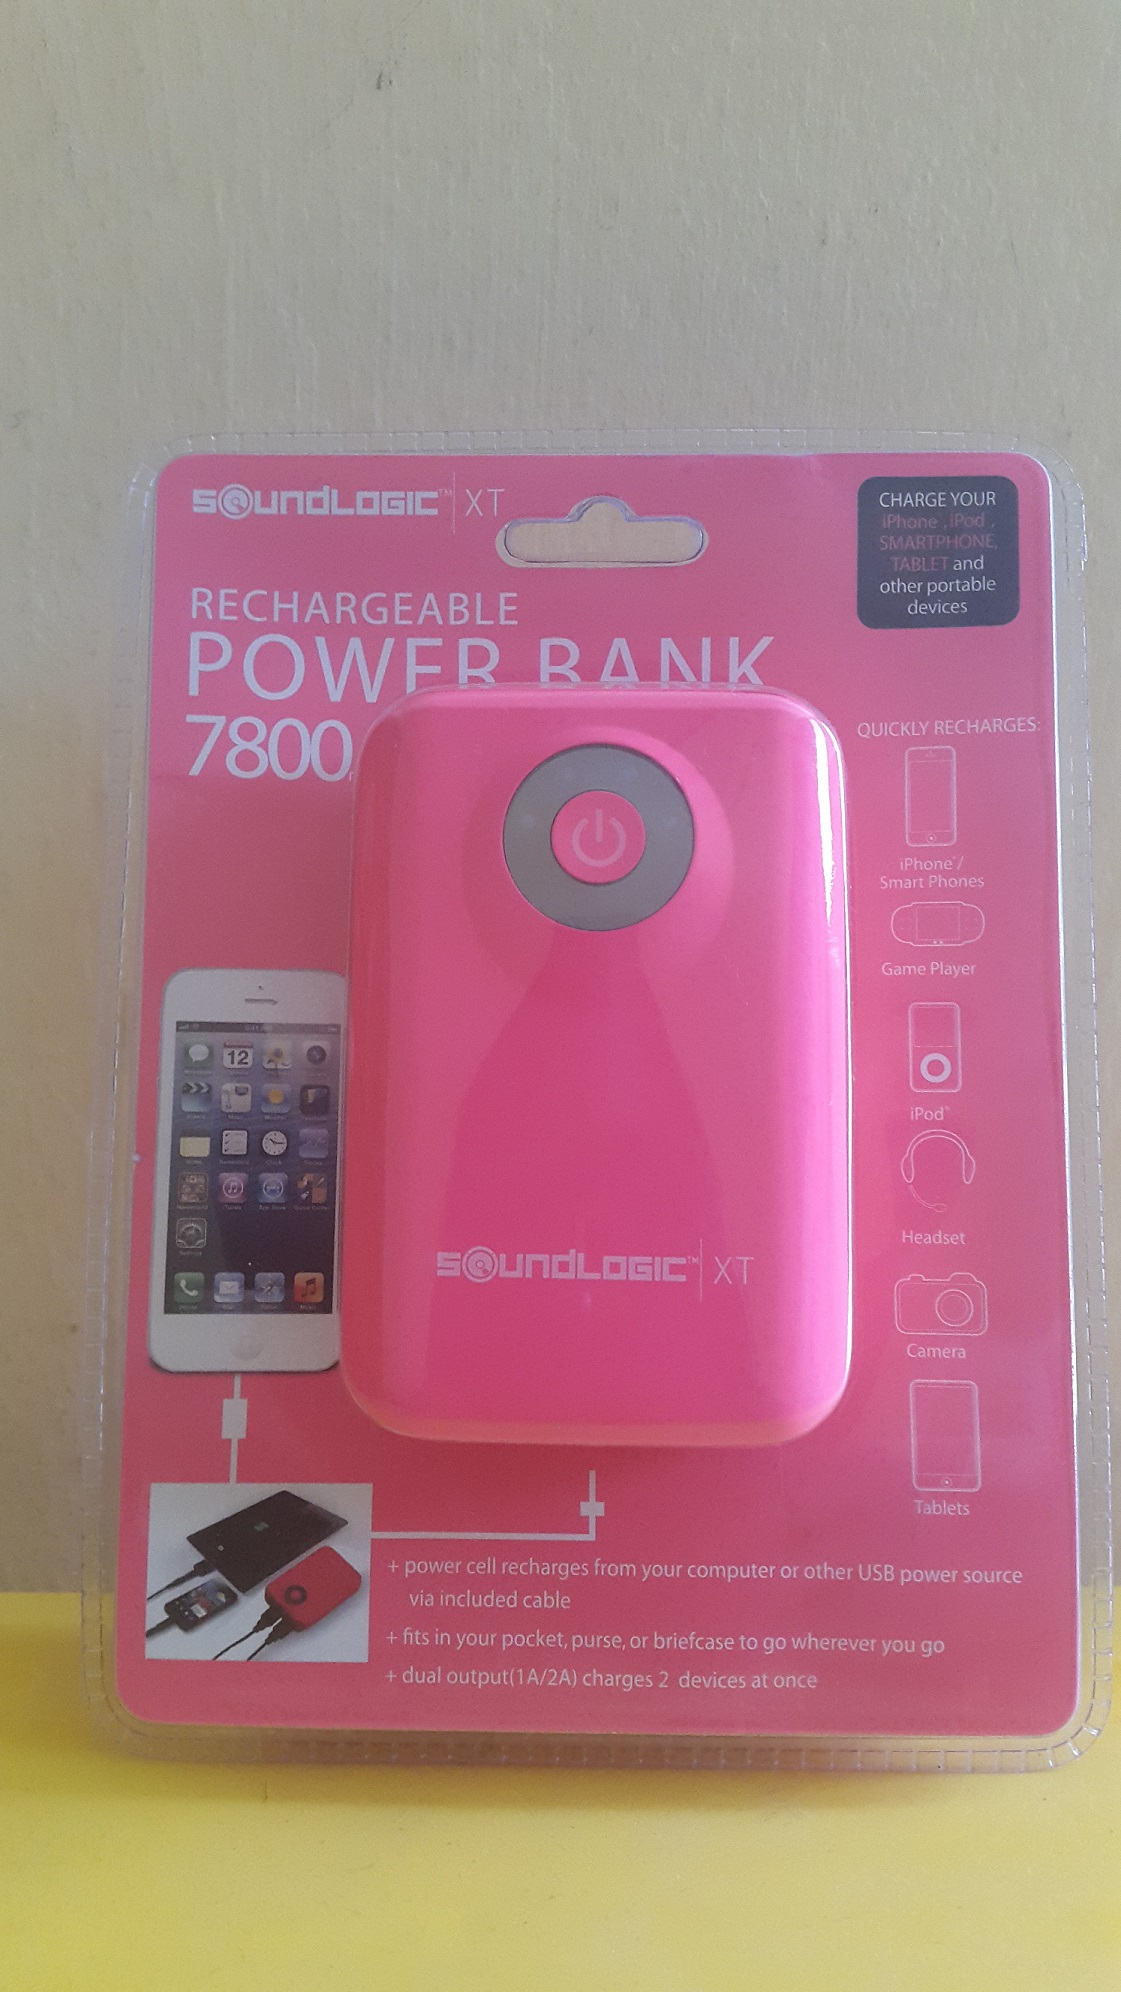 SOUNDLOGIC™ XT
RECHARGEABLE
POWER BANK
7800
CHARGE YOUR
iPhone , iPod ,
SMARTPHONE,
TABLET and
other portable
devices
QUICKLY RECHARGES:
iPhone®/
Smart Phones
Game Player
iPod®
Headset
Camera
Tablets
12
SOUNDLOGIC™ XT
+ power cell recharges from your computer or other USB power source
via included cable
+ fits in your pocket, purse, or briefcase to go wherever you go
+ dual output(1A/2A) charges 2 devices at once